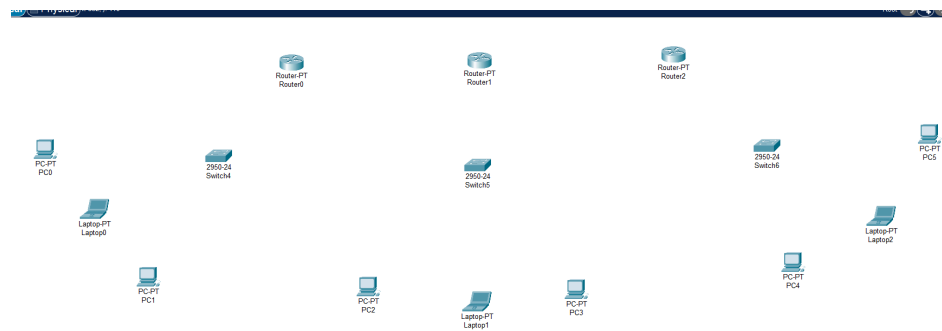 Physical
Router-PT
Router0
Router-PT
Router1
Router-PT
Router2
PC-PT
PC0
2950-24
Switch4
2950-24
Switch5
2950-24
Switch6
PC-PT
PC5
Laptop-PT
Laptop0
Laptop-PT
Laptop2
PC-PT
PC1
PC-PT
PC2
Laptop-PT
Laptop1
PC-PT
PC3
PC-PT
PC4